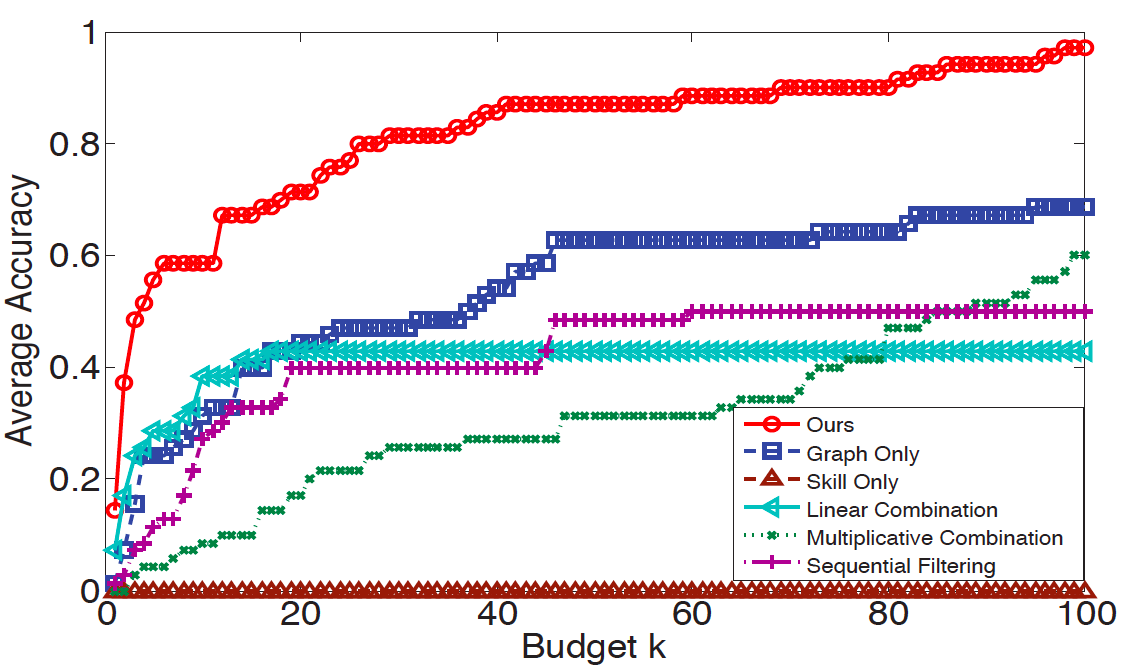 Average Accuracy
1
0.8
0.6
0.4
0.2
0
0 20 40 60 80 100
Budget k
Ours
Graph Only
Skill Only
Linear Combination
Multiplicative Combination
Sequential Filtering